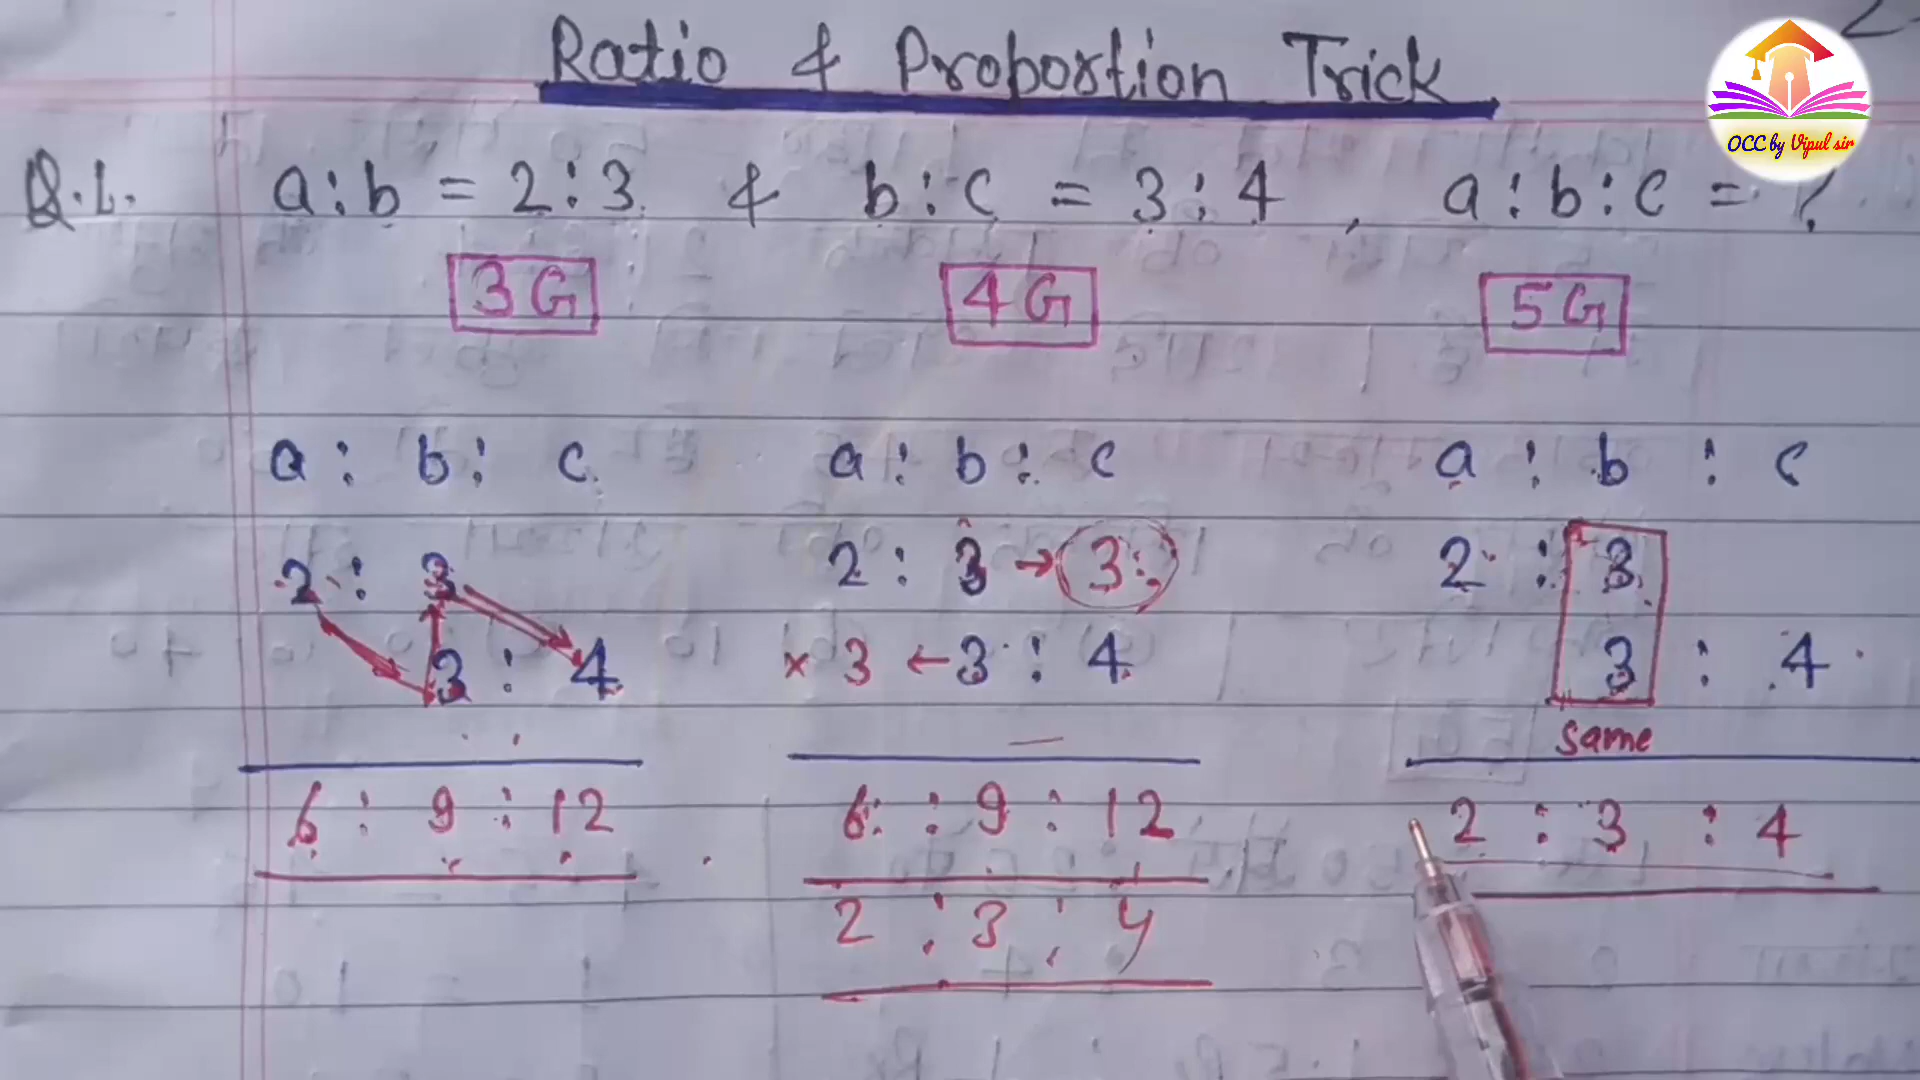 Ratio & Probostion Trick
OCC by Vipul sir
Q.1. a:b = 2:3 & b:c = 3:4 , a:b:c = ?
3G 4G 5G
a : b : c a : b : c a : b : c
2 : 3 2 : 3 → 3 : 2 : 3
3 : 4 × 3 ← 3 : 4 3 : 4
same
6 : 9 : 12 6 : 9 : 12 2 : 3 : 4
2 : 3 : 4